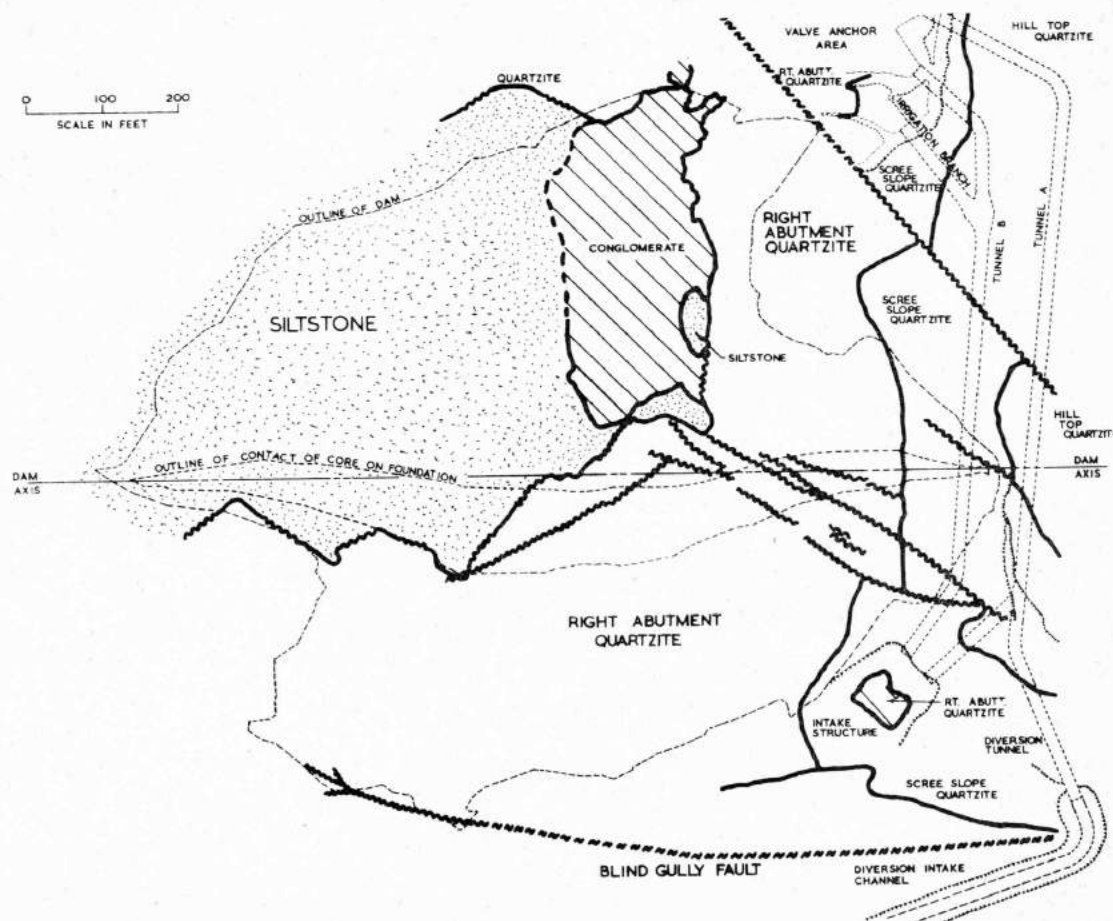 VALVE ANCHOR
AREA
HILL TOP
QUARTZITE
QUARTZITE
RT. ABUTT.
QUARTZITE
0 100 200
SCALE IN FEET
IRRIGATION BRANCH
SCREE
SLOPE
QUARTZITE
TUNNEL A
OUTLINE OF DAM
RIGHT
ABUTMENT
QUARTZITE
TUNNEL B
CONGLOMERATE
SCREE
SLOPE
QUARTZITE
SILTSTONE
SILTSTONE
HILL
TOP
QUARTZITE
OUTLINE OF CONTACT OF CORE ON FOUNDATION
DAM
AXIS
DAM
AXIS
RIGHT ABUTMENT
QUARTZITE
RT. ABUTT.
QUARTZITE
INTAKE
STRUCTURE
DIVERSION
TUNNEL
SCREE SLOPE
QUARTZITE
BLIND GULLY FAULT
DIVERSION INTAKE
CHANNEL